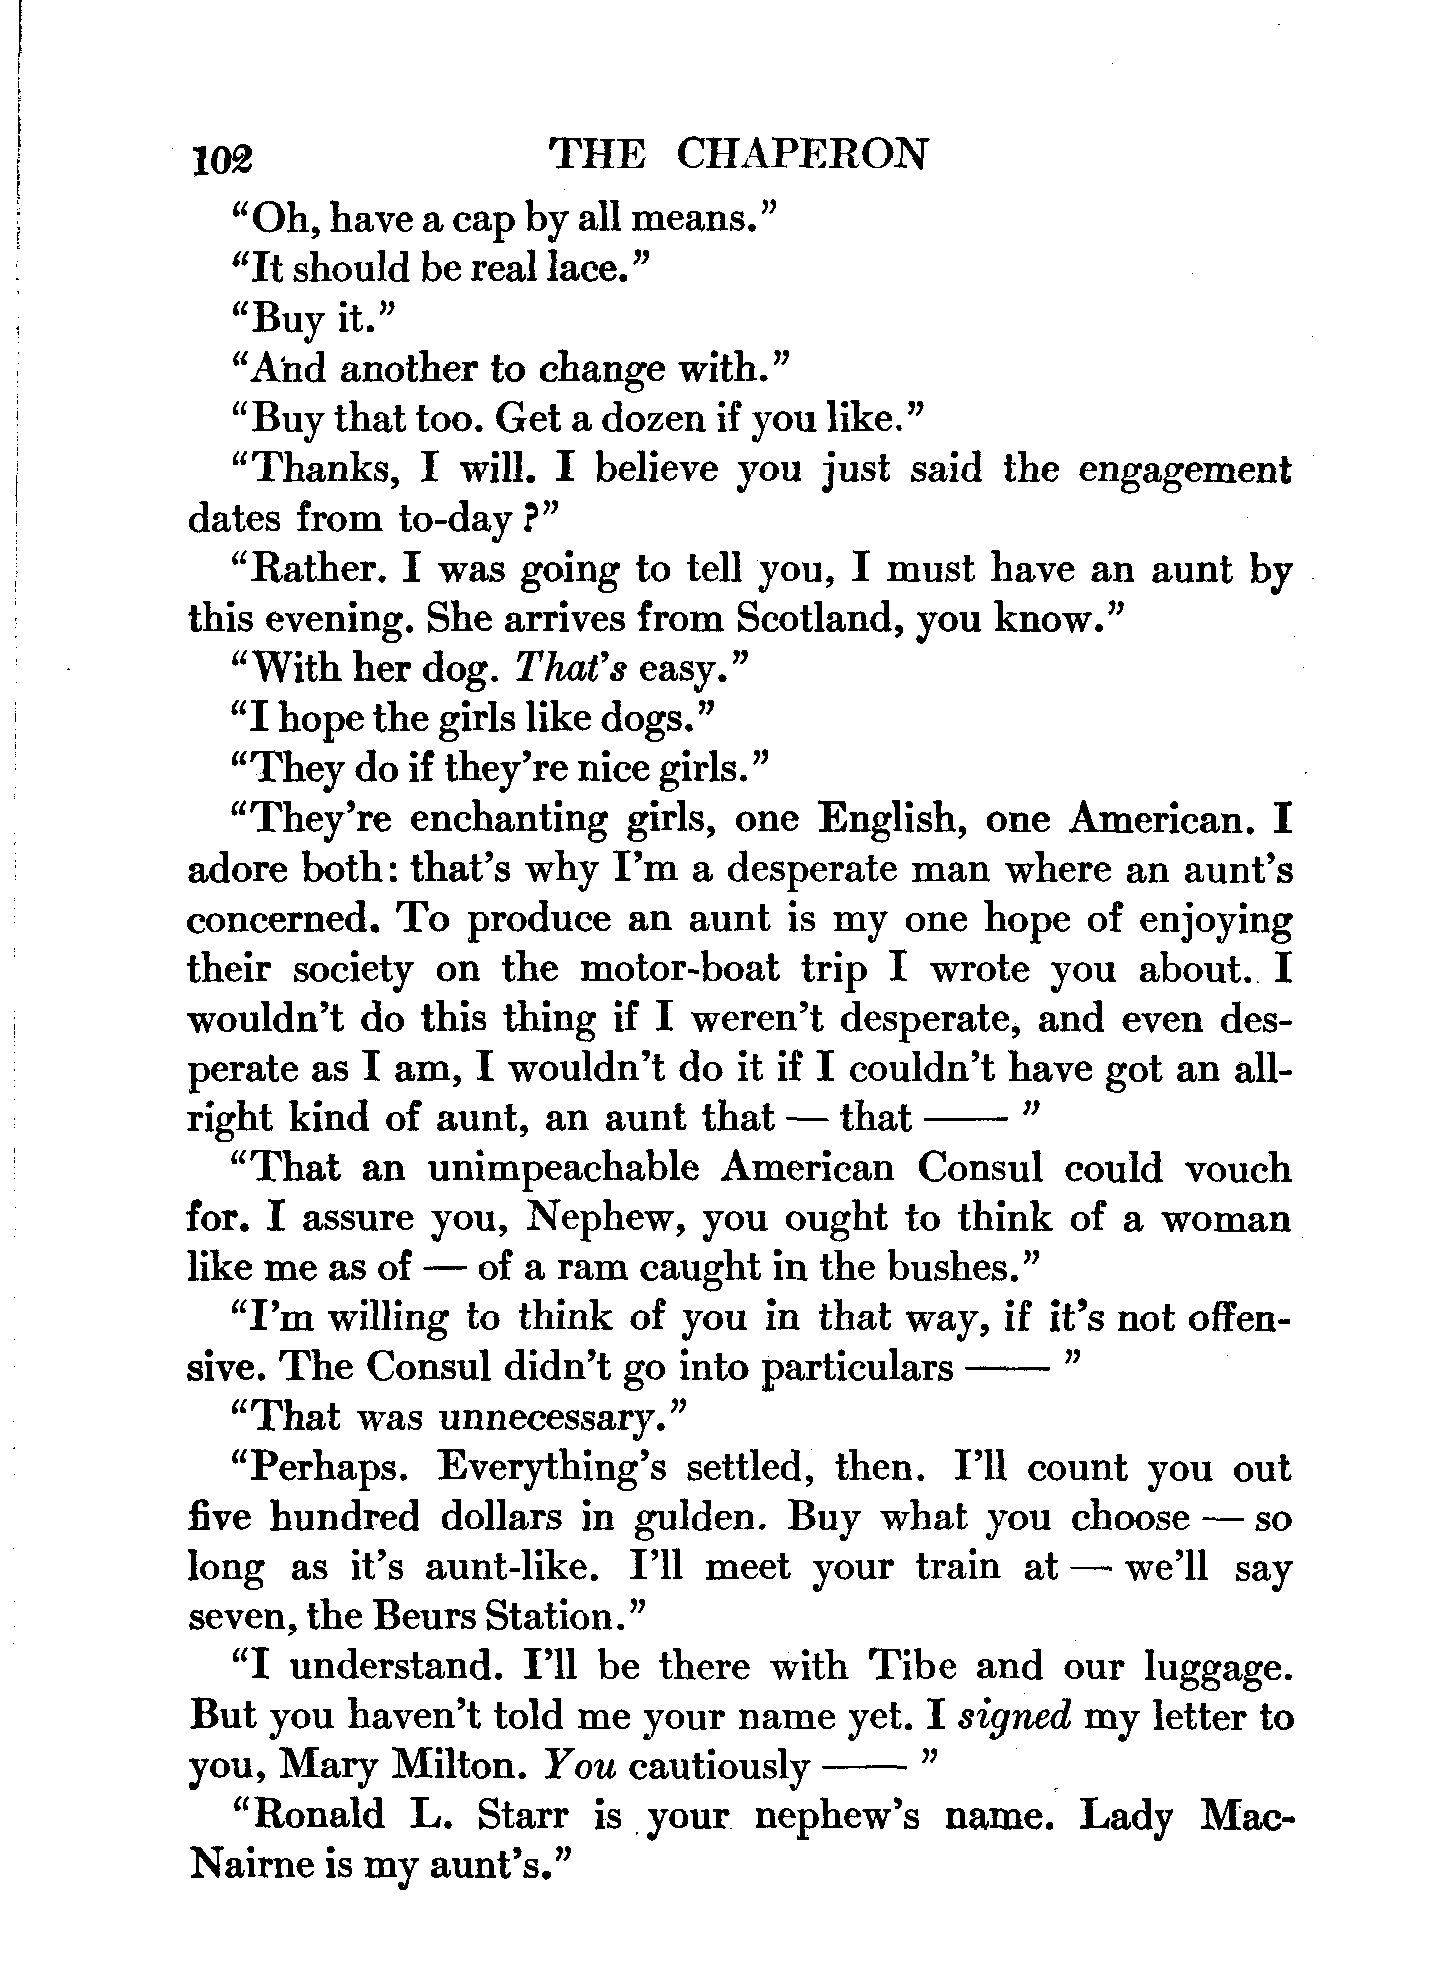 102 THE CHAPERON
“Oh, have a cap by all means.”
“It should be real lace.”
“Buy it.”
“And another to change with.”
“Buy that too. Get a dozen if you like.”
“Thanks, I will. I believe you just said the engagement
dates from to-day?”
“Rather. I was going to tell you, I must have an aunt by
this evening. She arrives from Scotland, you know.”
“With her dog. That’s easy.”
“I hope the girls like dogs.”
“They do if they’re nice girls.”
“They’re enchanting girls, one English, one American. I
adore both: that’s why I’m a desperate man where an aunt’s
concerned. To produce an aunt is my one hope of enjoying
their society on the motor-boat trip I wrote you about. I
wouldn’t do this thing if I weren’t desperate, and even des-
perate as I am, I wouldn’t do it if I couldn’t have got an all-
right kind of aunt, an aunt that — that —— ”
“That an unimpeachable American Consul could vouch
for. I assure you, Nephew, you ought to think of a woman
like me as of — of a ram caught in the bushes.”
“I’m willing to think of you in that way, if it’s not offen-
sive. The Consul didn’t go into particulars —— ”
“That was unnecessary.”
“Perhaps. Everything’s settled, then. I’ll count you out
five hundred dollars in gulden. Buy what you choose — so
long as it’s aunt-like. I’ll meet your train at — we’ll say
seven, the Beurs Station.”
“I understand. I’ll be there with Tibe and our luggage.
But you haven’t told me your name yet. I signed my letter to
you, Mary Milton. You cautiously —— ”
“Ronald L. Starr is your nephew’s name. Lady Mac-
Nairne is my aunt’s.”